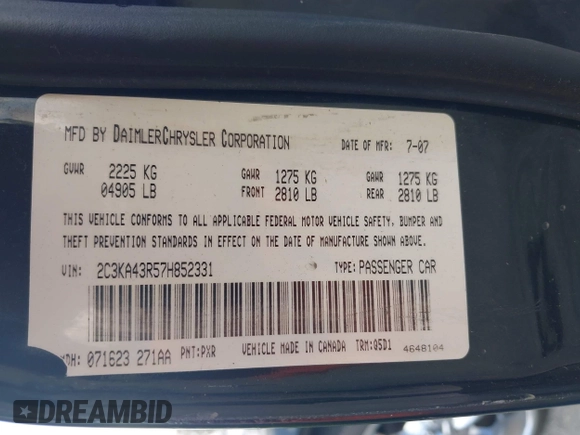 MFD BY DAIMLERCHRYSLER CORPORATION DATE OF MFR: 7-07
GVWR 2225 KG GAWR 1275 KG GAWR 1275 KG
04905 LB FRONT 2810 LB REAR 2810 LB
THIS VEHICLE CONFORMS TO ALL APPLICABLE FEDERAL MOTOR VEHICLE SAFETY, BUMPER AND
THEFT PREVENTION STANDARDS IN EFFECT ON THE DATE OF MANUFACTURE SHOWN ABOVE.
VIN: 2C3KA43R57H852331 TYPE: PASSENGER CAR
MDH: 071623 271AA PNT: PXR VEHICLE MADE IN CANADA TRM: Q5D1 4648104
DREAMBID